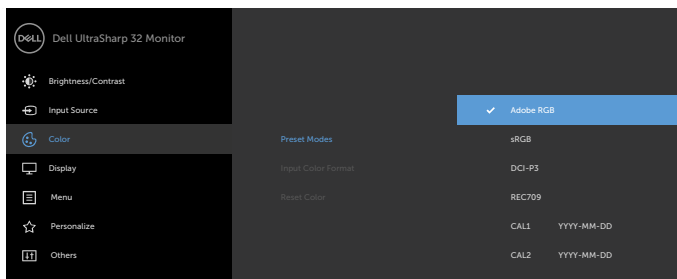 DELL Dell UltraSharp 32 Monitor
Brightness/Contrast
Input Source
Adobe RGB
Color
Preset Modes
sRGB
Display
Input Color Format
DCI-P3
Menu
Reset Color
REC709
Personalize
CAL1 YYYY-MM-DD
Others
CAL2 YYYY-MM-DD